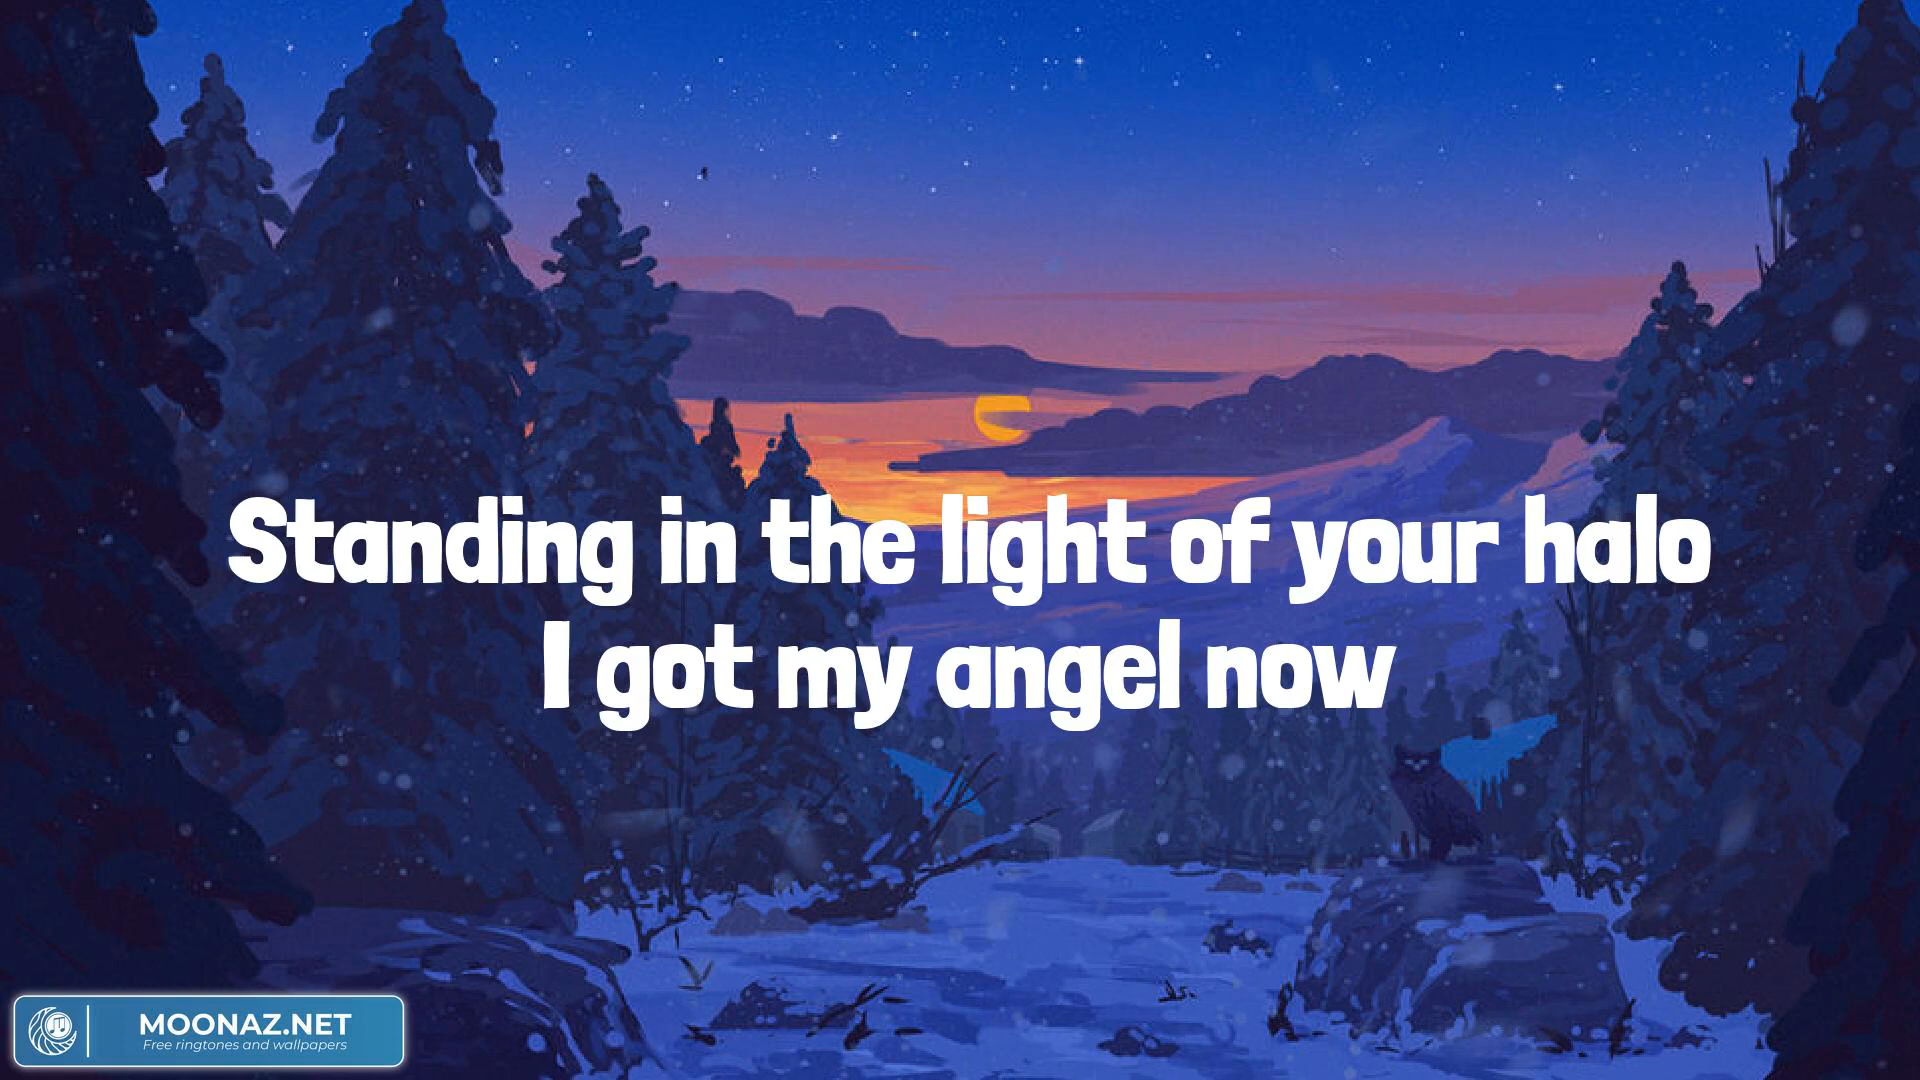 Standing in the light of your halo
I got my angel now
MOONAZ.NET
Free ringtones and wallpapers